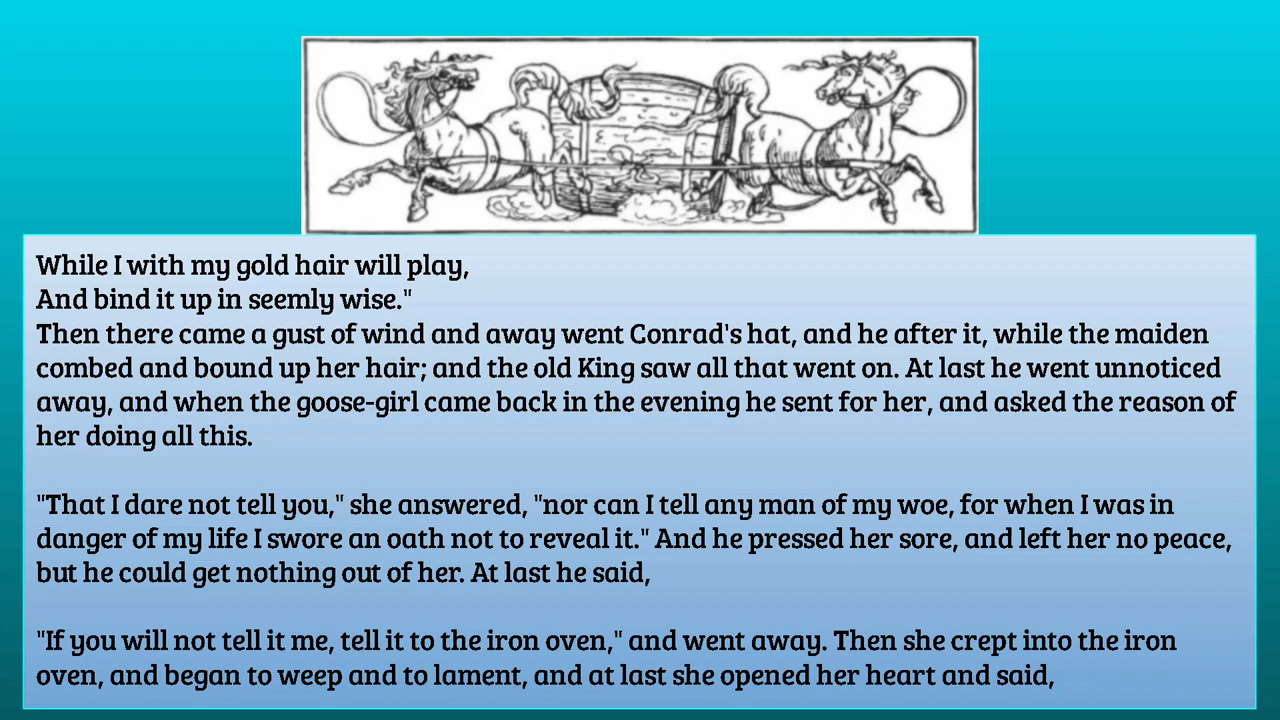 While I with my gold hair will play,
And bind it up in seemly wise."
Then there came a gust of wind and away went Conrad's hat, and he after it, while the maiden
combed and bound up her hair; and the old King saw all that went on. At last he went unnoticed
away, and when the goose-girl came back in the evening he sent for her, and asked the reason of
her doing all this.
"That I dare not tell you," she answered, "nor can I tell any man of my woe, for when I was in
danger of my life I swore an oath not to reveal it." And he pressed her sore, and left her no peace,
but he could get nothing out of her. At last he said,
"If you will not tell it me, tell it to the iron oven," and went away. Then she crept into the iron
oven, and began to weep and to lament, and at last she opened her heart and said,